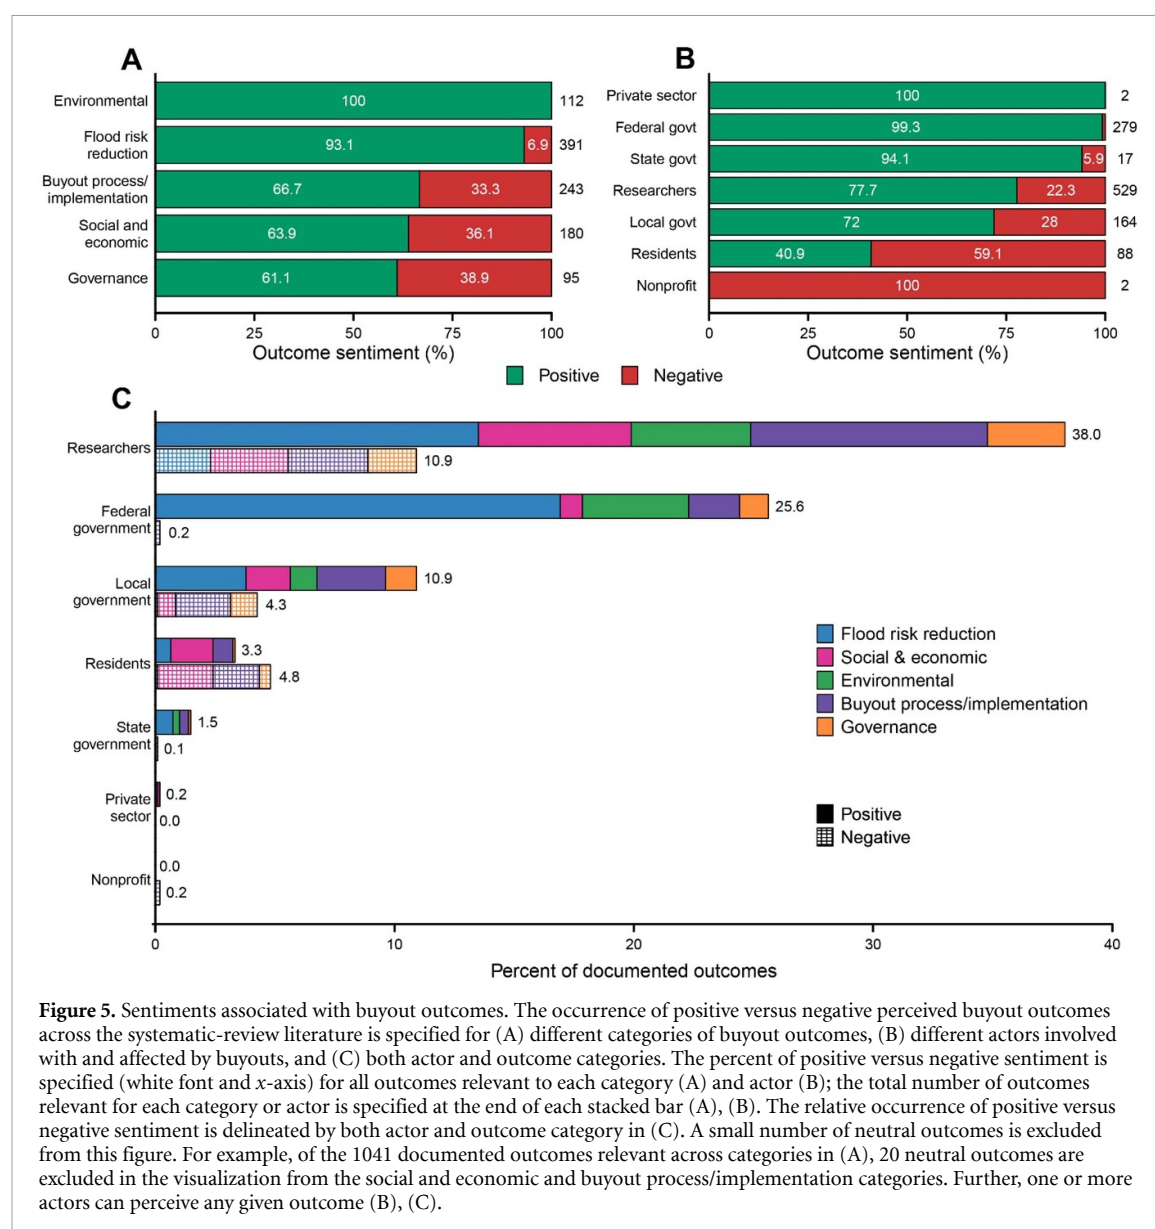 A
Environmental
100
112
Flood risk
reduction
93.1
6.9
391
Buyout process/
implementation
66.7
33.3
243
Social and
economic
63.9
36.1
180
Governance
61.1
38.9
95
0
25
50
75
100
Outcome sentiment (%)
B
Private sector
100
2
Federal govt
99.3
279
State govt
94.1
5.9
17
Researchers
77.7
22.3
529
Local govt
72
28
164
Residents
40.9
59.1
88
Nonprofit
100
2
0
25
50
75
100
Outcome sentiment (%)
Positive
Negative
C
Researchers
38.0
10.9
Federal
government
25.6
0.2
Local
government
10.9
4.3
Residents
3.3
4.8
State
government
1.5
0.1
Private
sector
0.2
0.0
Nonprofit
0.0
0.2
Flood risk reduction
Social & economic
Environmental
Buyout process/implementation
Governance
Positive
Negative
0
10
20
30
40
Percent of documented outcomes
Figure 5. Sentiments associated with buyout outcomes. The occurrence of positive versus negative perceived buyout outcomes
across the systematic-review literature is specified for (A) different categories of buyout outcomes, (B) different actors involved
with and affected by buyouts, and (C) both actor and outcome categories. The percent of positive versus negative sentiment is
specified (white font and x-axis) for all outcomes relevant to each category (A) and actor (B); the total number of outcomes
relevant for each category or actor is specified at the end of each stacked bar (A), (B). The relative occurrence of positive versus
negative sentiment is delineated by both actor and outcome category in (C). A small number of neutral outcomes is excluded
from this figure. For example, of the 1041 documented outcomes relevant across categories in (A), 20 neutral outcomes are
excluded in the visualization from the social and economic and buyout process/implementation categories. Further, one or more
actors can perceive any given outcome (B), (C).